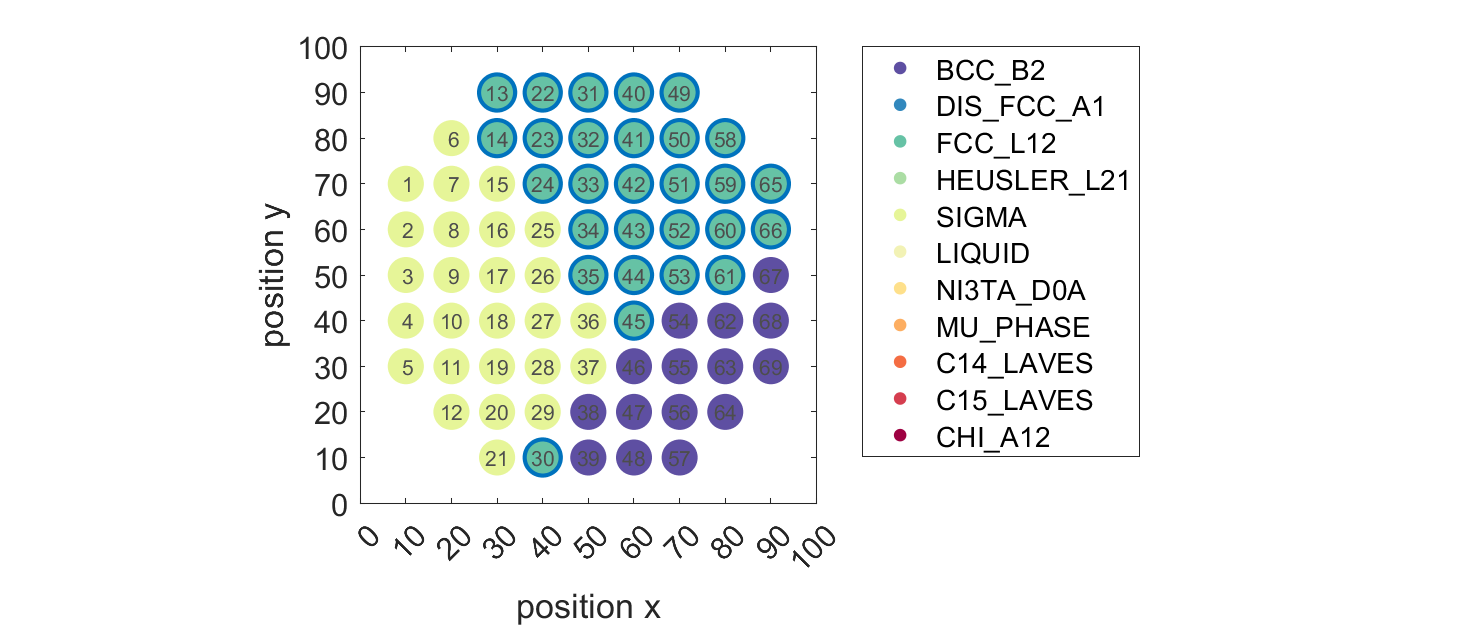 100
90
80
70
60
50
40
30
20
10
0
position y
13 22 31 40 49
6 14 23 32 41 50 58
1 7 15 24 33 42 51 59 65
2 8 16 25 34 43 52 60 66
3 9 17 26 35 44 53 61 67
4 10 18 27 36 45 54 62 68
5 11 19 28 37 46 55 63 69
12 20 29 38 47 56 64
21 30 39 48 57
0 10 20 30 40 50 60 70 80 90 100
position x
BCC_B2
DIS_FCC_A1
FCC_L12
HEUSLER_L21
SIGMA
LIQUID
NI3TA_D0A
MU_PHASE
C14_LAVES
C15_LAVES
CHI_A12